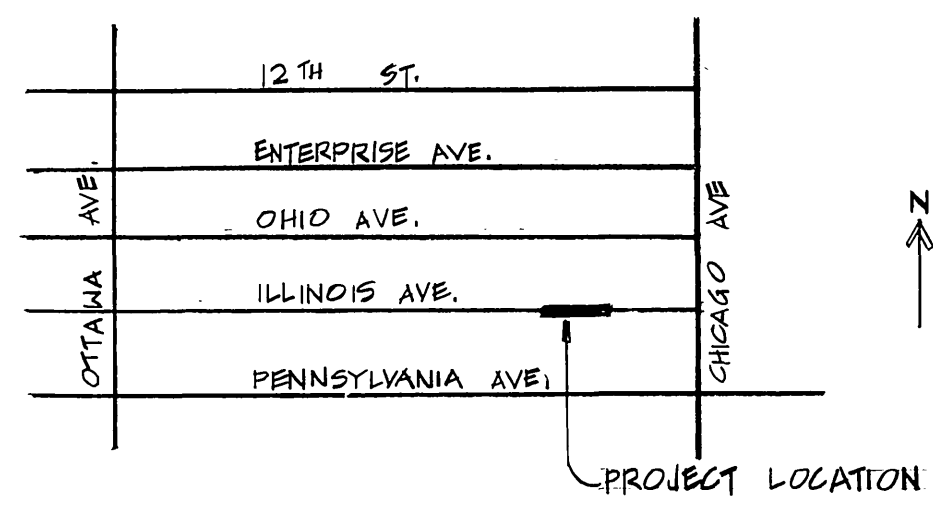 12TH ST.
ENTERPRISE AVE.
OTTAWA AVE.
OHIO AVE.
CHICAGO AVE
N
ILLINOIS AVE.
PENNSYLVANIA AVE.
PROJECT LOCATION